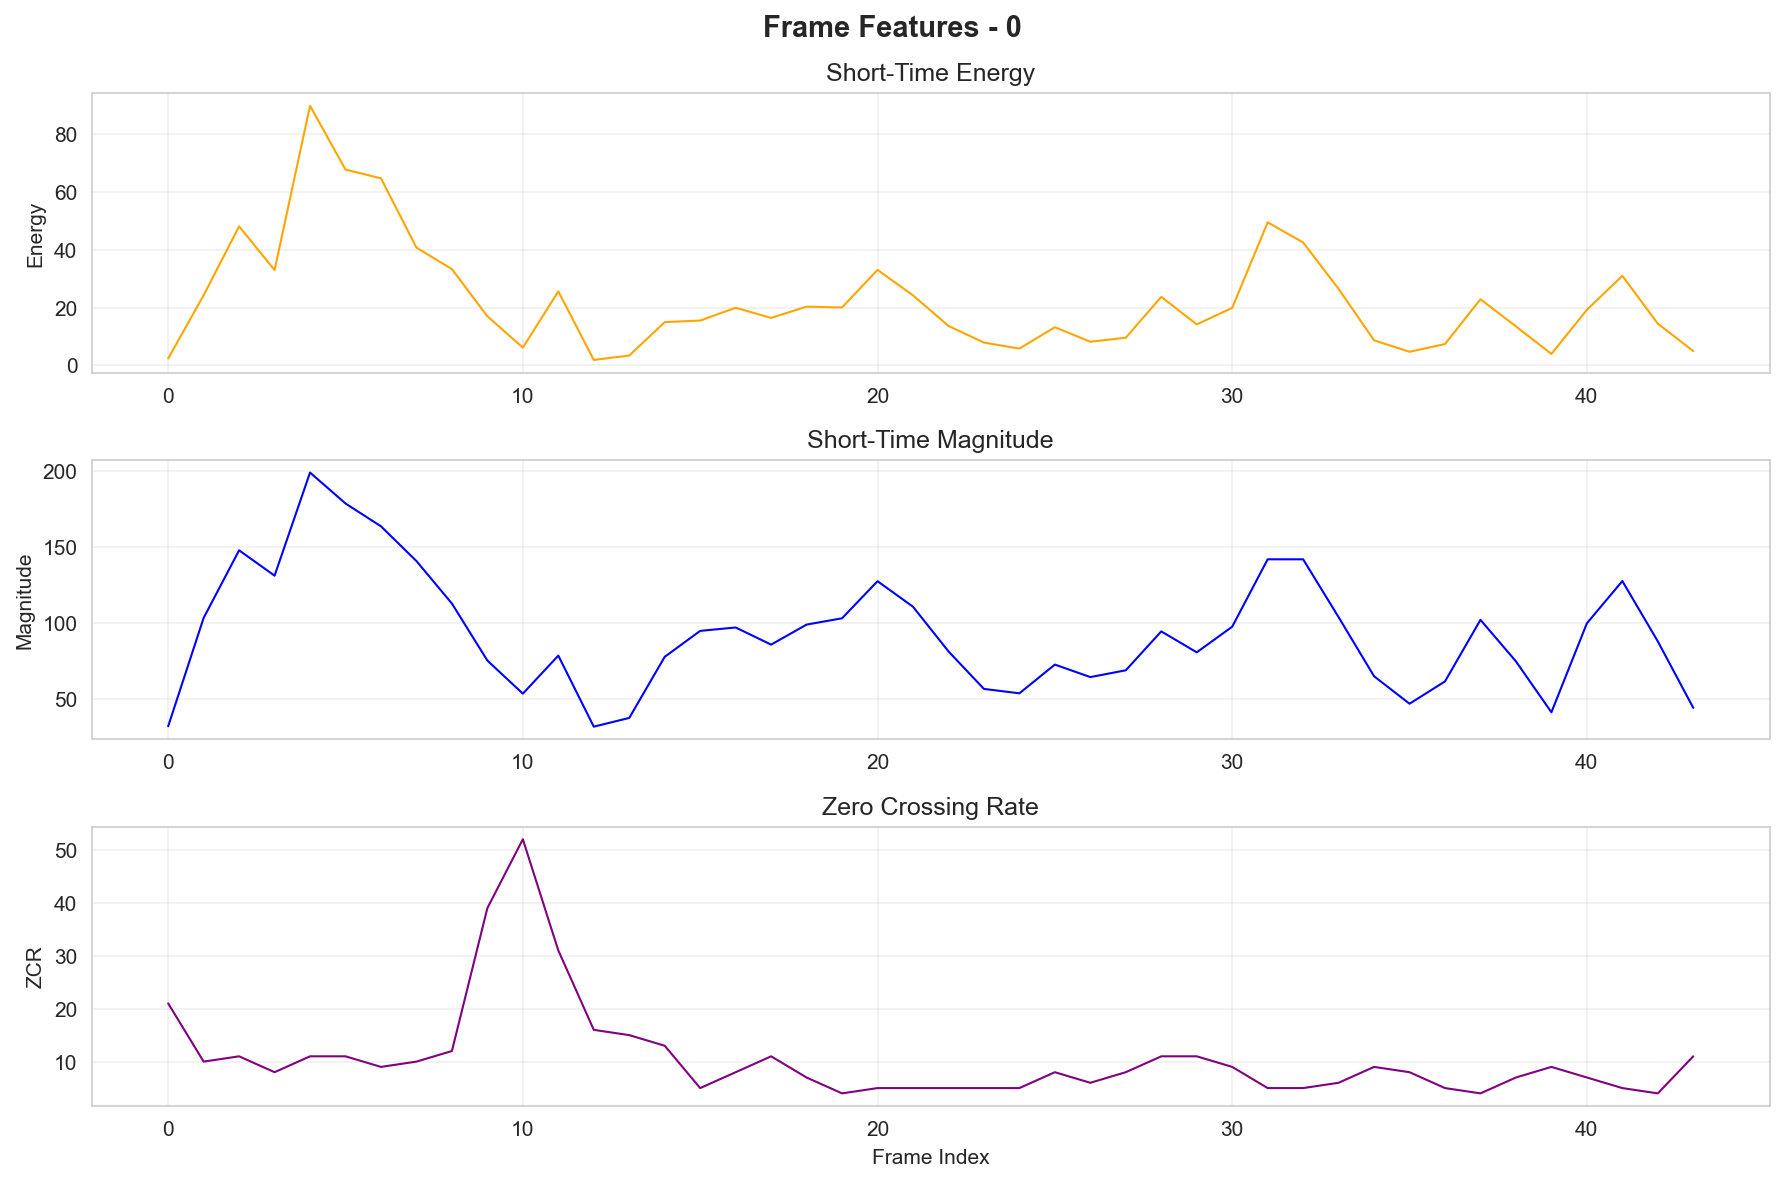 Frame Features - 0
Short-Time Energy
Energy
80
60
40
20
0
0 10 20 30 40
Short-Time Magnitude
Magnitude
200
150
100
50
0 10 20 30 40
Zero Crossing Rate
ZCR
50
40
30
20
10
0 10 20 30 40
Frame Index